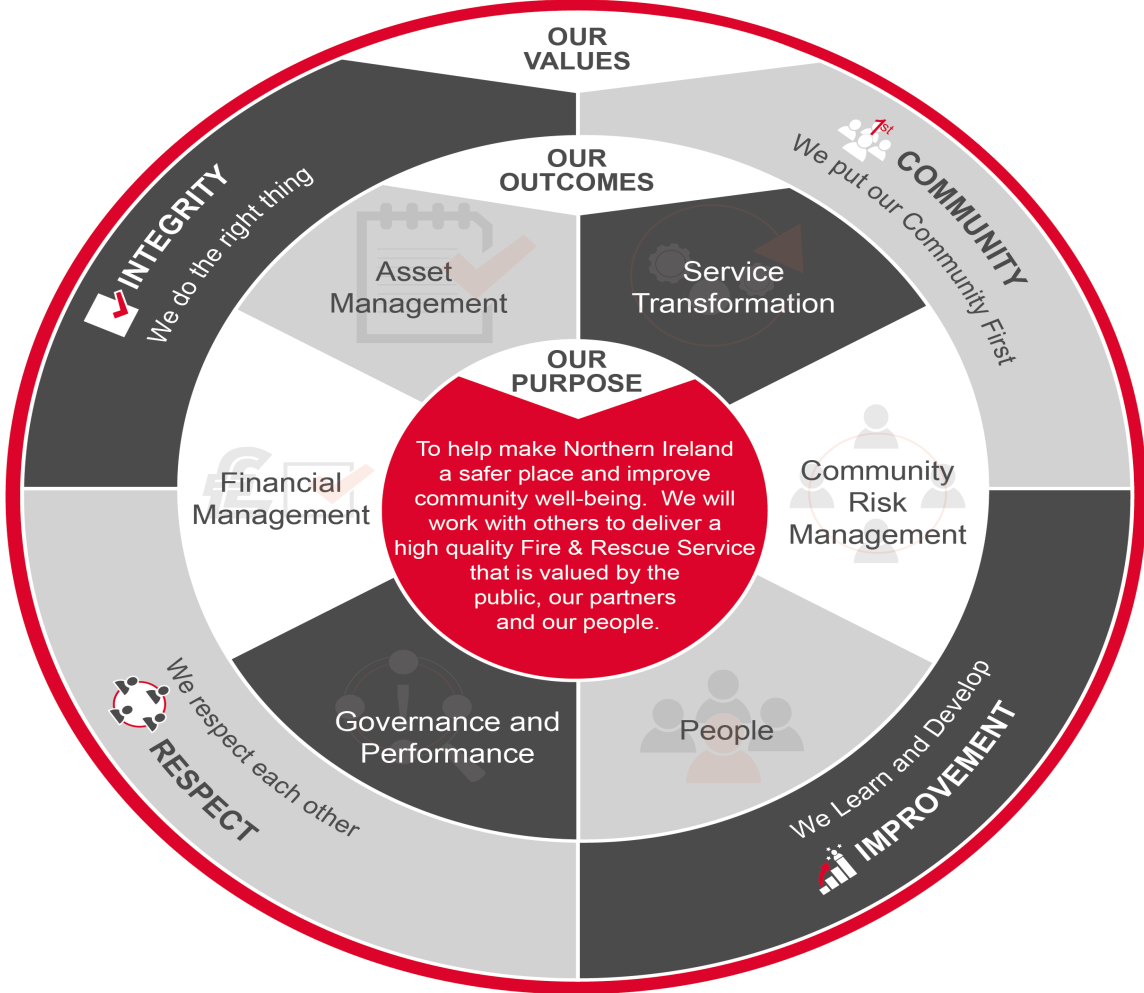 OUR
VALUES
INTEGRITY
We do the right thing
1st
COMMUNITY
We put our Community First
OUR
OUTCOMES
Asset
Management
Service
Transformation
OUR
PURPOSE
To help make Northern Ireland
a safer place and improve
community well-being. We will
work with others to deliver a
high quality Fire & Rescue Service
that is valued by the
public, our partners
and our people.
£
Financial
Management
Community
Risk
Management
Governance and
Performance
People
We respect each other
RESPECT
We Learn and Develop
IMPROVEMENT